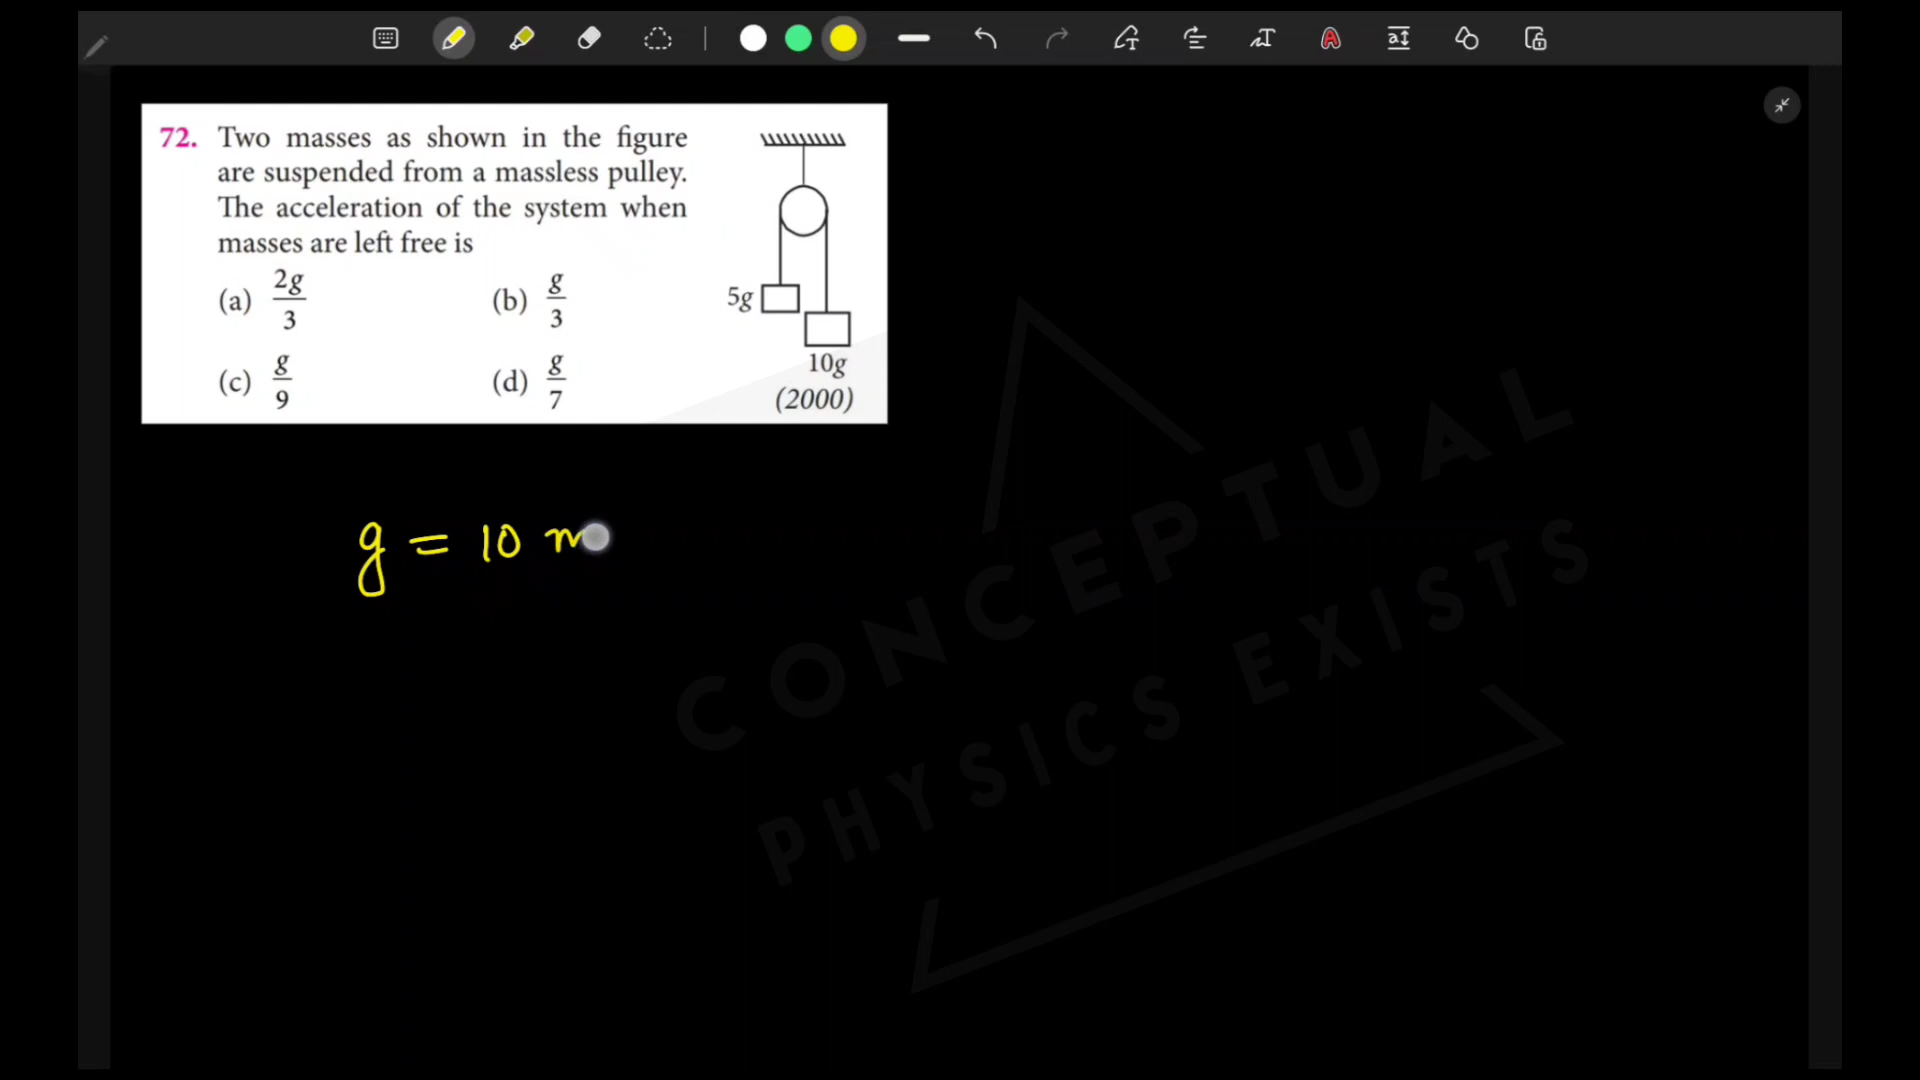 72. Two masses as shown in the figure
are suspended from a massless pulley.
The acceleration of the system when
masses are left free is
(a) 2g/3 (b) g/3
(c) g/9 (d) g/7
5g
10g
(2000)
g = 10 m
CONCEPTUAL
PHYSICS EXISTS